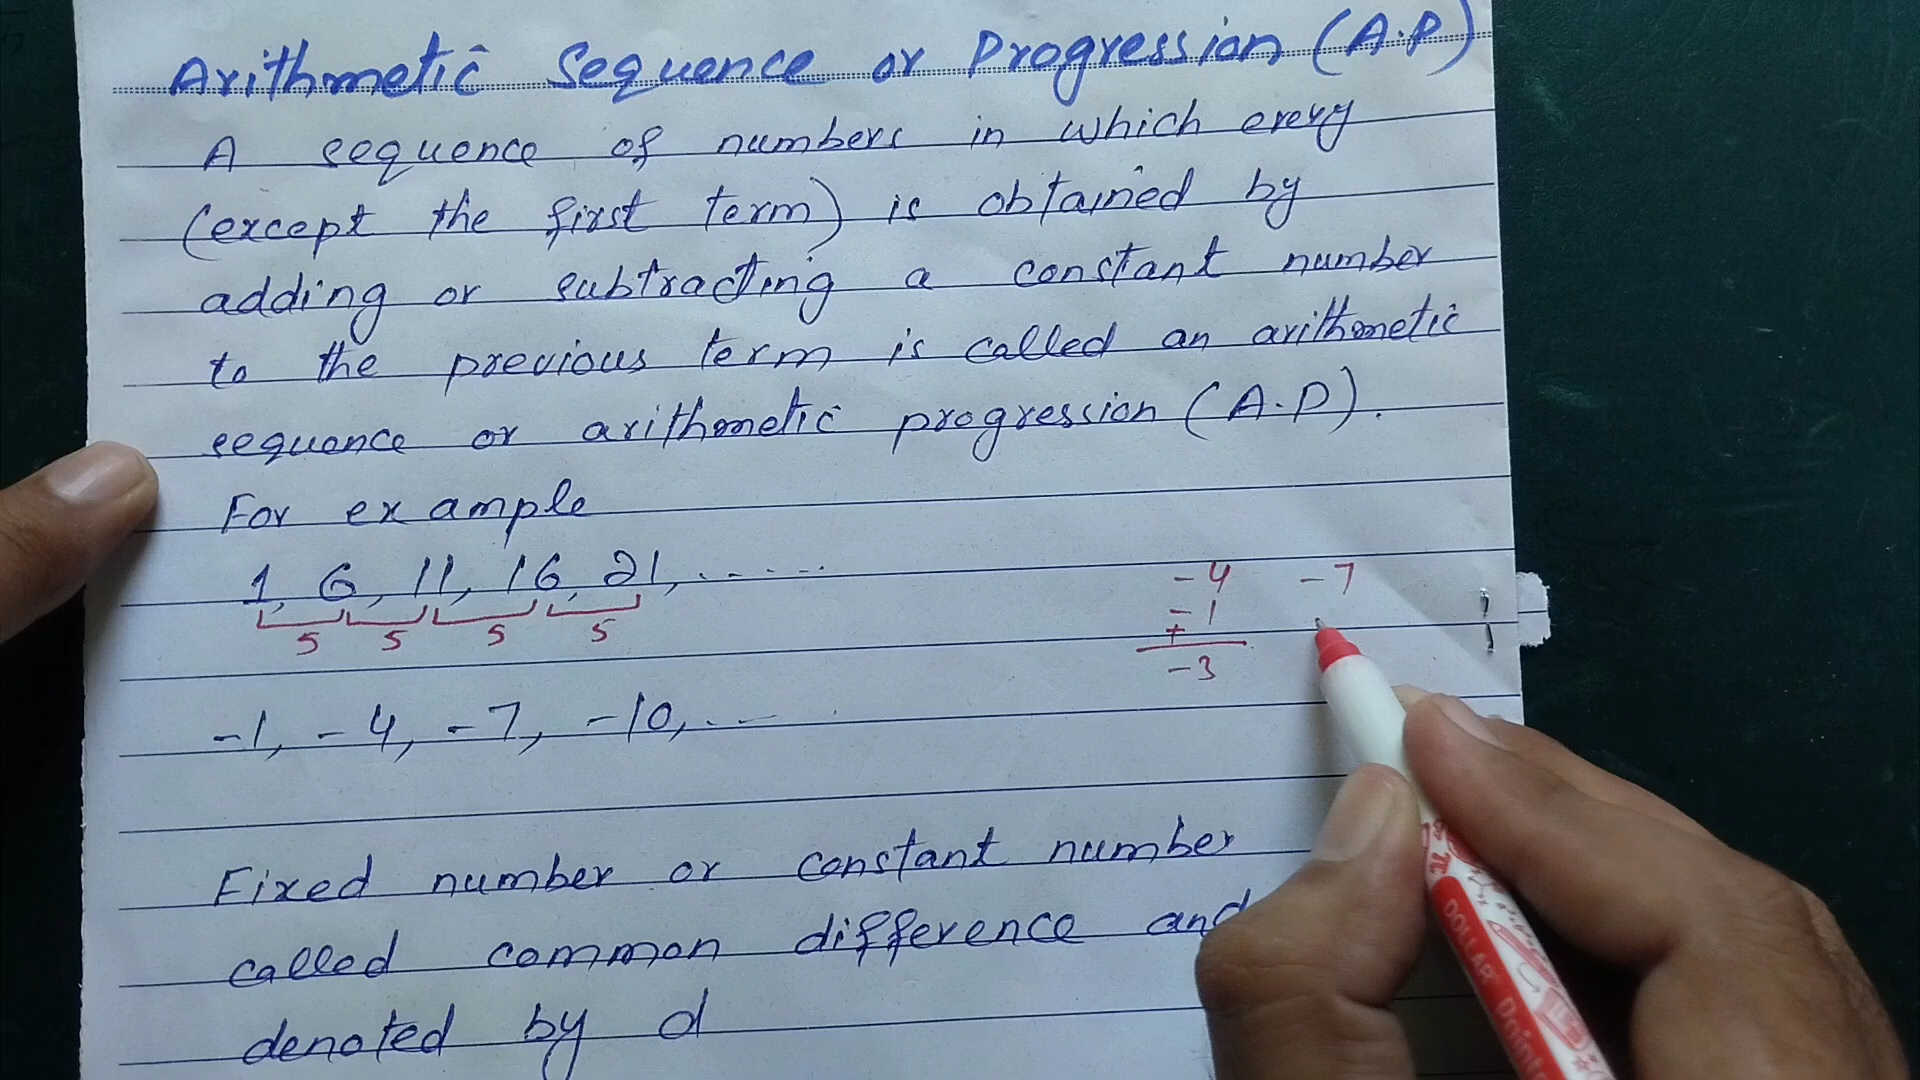 Arithmetic Sequence or Progression (A.P)
A sequence of numbers in which every
(except the first term) is obtained by
adding or subtracting a constant number
to the previous term is called an arithmetic
sequence or arithmetic progression (A.P).
For example
1, 6, 11, 16, 21, ......
5 5 5 5
-4 -7
-1
+
-3
-1, -4, -7, -10, ...
Fixed number or constant number
called common difference and
denoted by d
DOLLAR Pointer